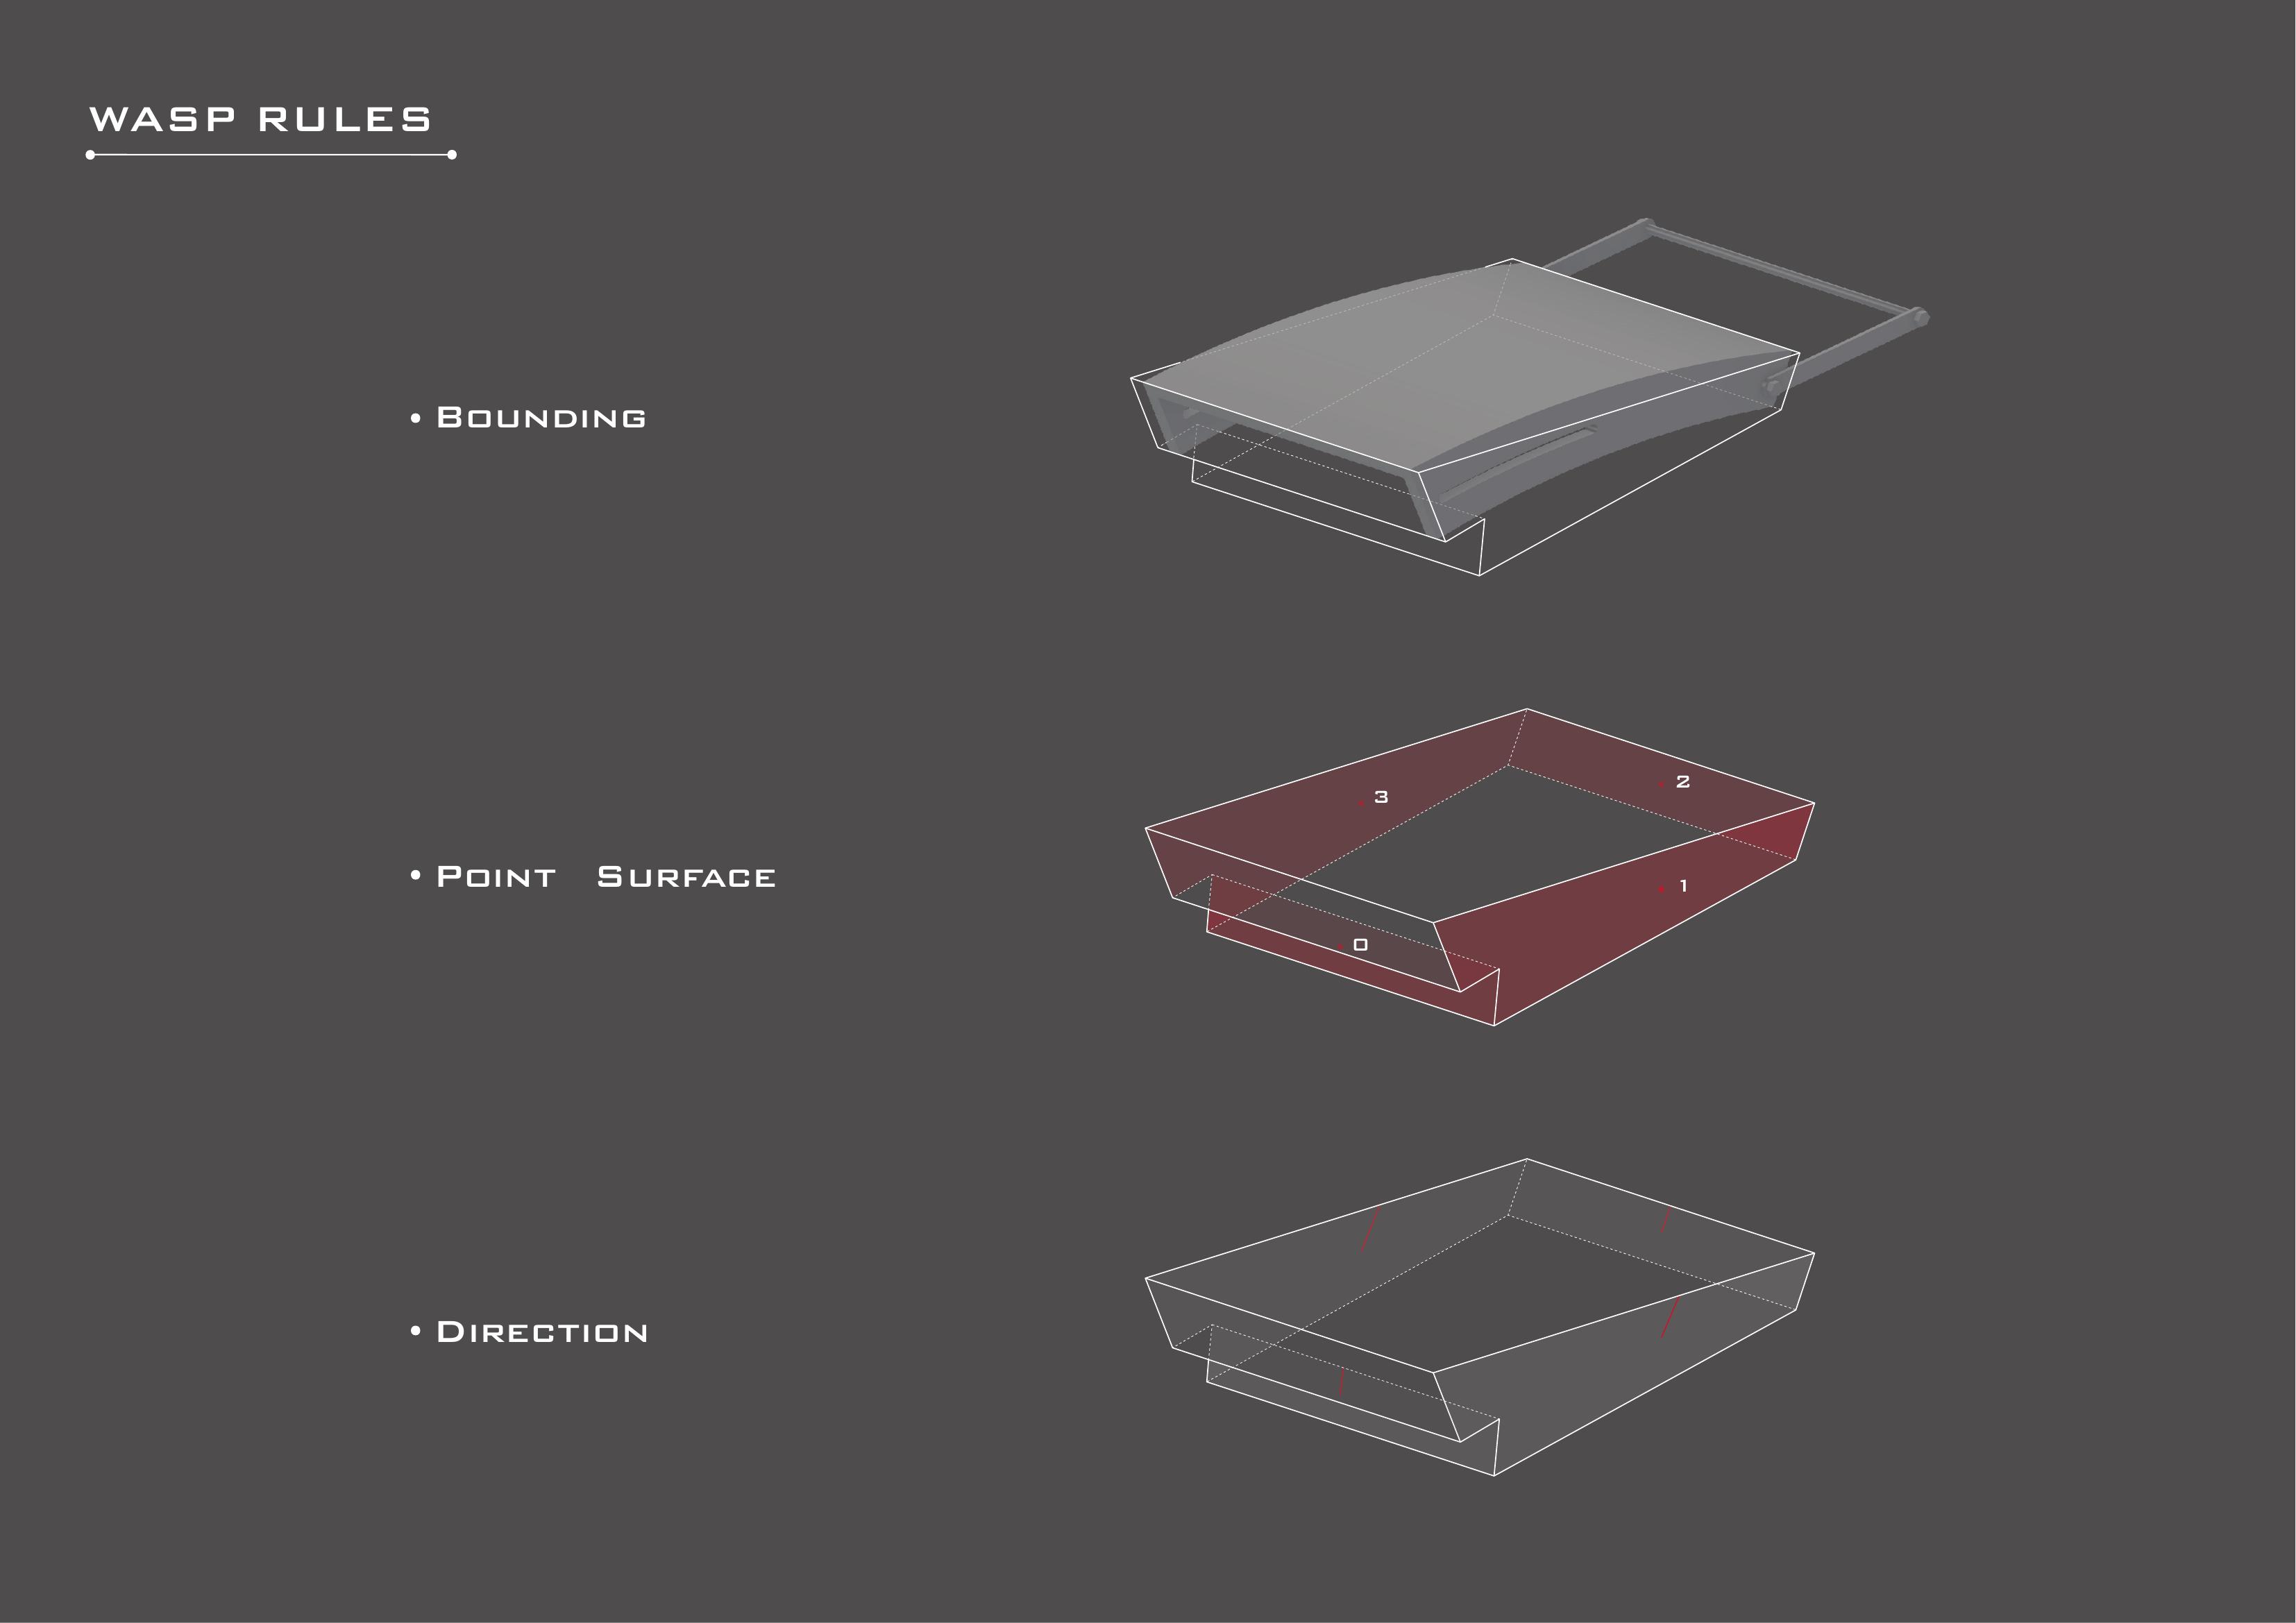 WASP RULES
• BOUNDING
3
2
• POINT SURFACE
1
0
• DIRECTION